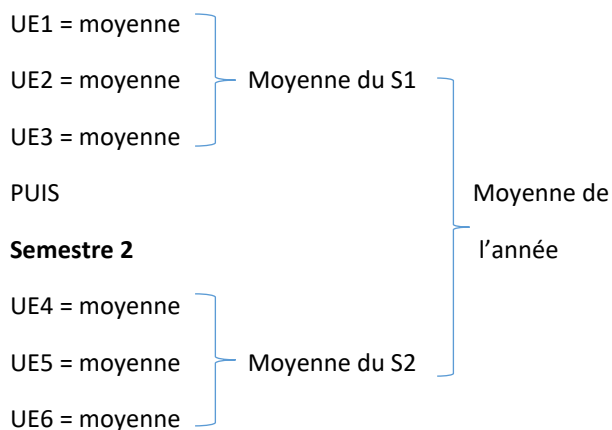 UE1 = moyenne
UE2 = moyenne
Moyenne du S1
UE3 = moyenne
PUIS
Moyenne de
Semestre 2
l’année
UE4 = moyenne
UE5 = moyenne
Moyenne du S2
UE6 = moyenne